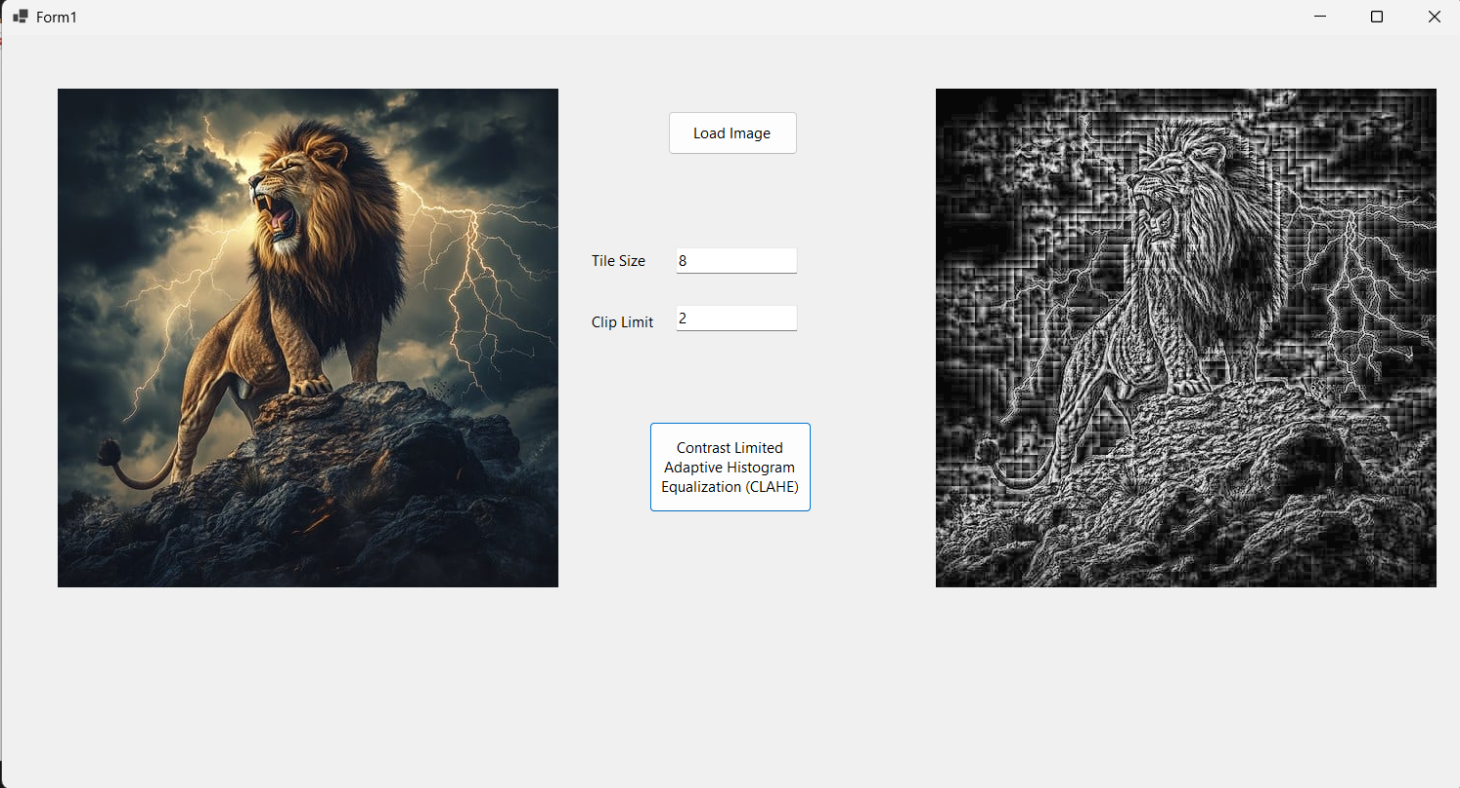 Form1
Load Image
Tile Size 8
Clip Limit 2
Contrast Limited
Adaptive Histogram
Equalization (CLAHE)